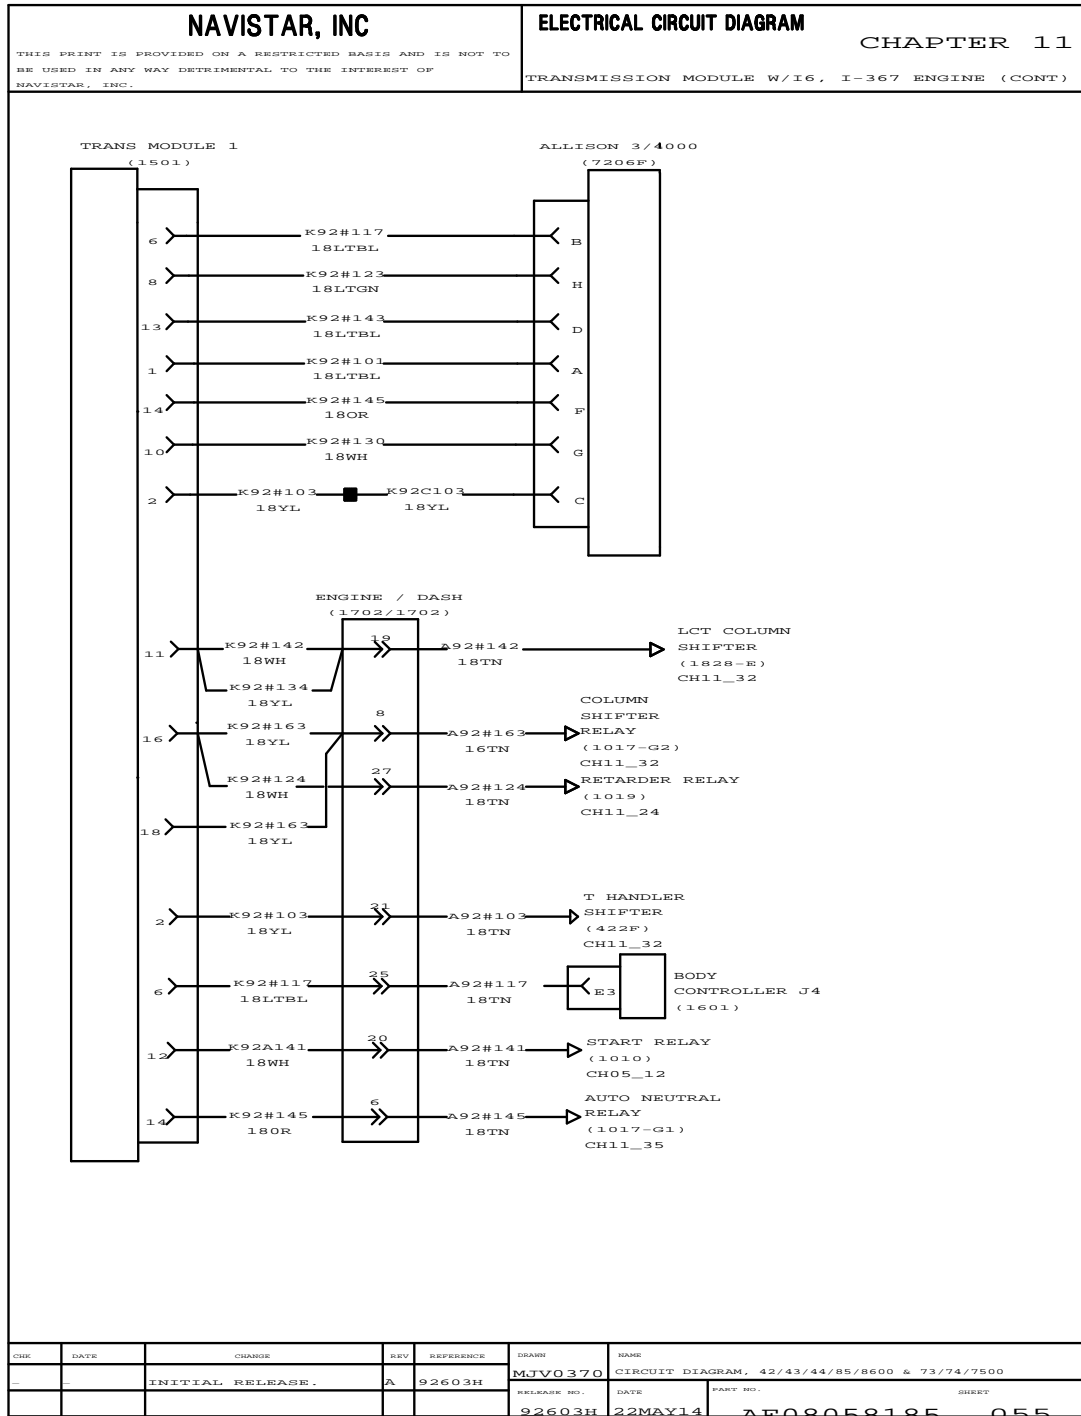 NAVISTAR, INC
THIS PRINT IS PROVIDED ON A RESTRICTED BASIS AND IS NOT TO
BE USED IN ANY WAY DETRIMENTAL TO THE INTEREST OF
NAVISTAR, INC.
ELECTRICAL CIRCUIT DIAGRAM
CHAPTER 11
TRANSMISSION MODULE W/I6, I-367 ENGINE (CONT)
TRANS MODULE 1
(1501)
ALLISON 3/4000
(7206F)
6 K92#117 B
18LTBL
8 K92#123 H
18LTGN
13 K92#143 D
18LTBL
1 K92#101 A
18LTBL
14 K92#145 F
18OR
10 K92#130 G
18WH
2 K92#103 K92C103 C
18YL 18YL
ENGINE / DASH
(1702/1702)
11 K92#142 19 A92#142
18WH 18TN
LCT COLUMN
SHIFTER
(1828-E)
CH11_32
K92#134
18YL
16 K92#163 8 A92#163
18YL 16TN
COLUMN
SHIFTER
RELAY
(1017-G2)
CH11_32
K92#124 27 A92#124
18WH 18TN
RETARDER RELAY
(1019)
CH11_24
18 K92#163
18YL
2 K92#103 21 A92#103
18YL 18TN
T HANDLER
SHIFTER
(422F)
CH11_32
6 K92#117 25 A92#117 E3
18LTBL 18TN
BODY
CONTROLLER J4
(1601)
12 K92A141 20 A92#141
18WH 18TN
START RELAY
(1010)
CH05_12
14 K92#145 6 A92#145
18OR 18TN
AUTO NEUTRAL
RELAY
(1017-G1)
CH11_35
CHK DATE CHANGE REV REFERENCE DRAWN NAME
- - INITIAL RELEASE. A 92603H MJV0370 CIRCUIT DIAGRAM, 42/43/44/85/8600 & 73/74/7500
RELEASE NO. DATE PART NO. SHEET
92603H 22MAY14 AF08058185 055